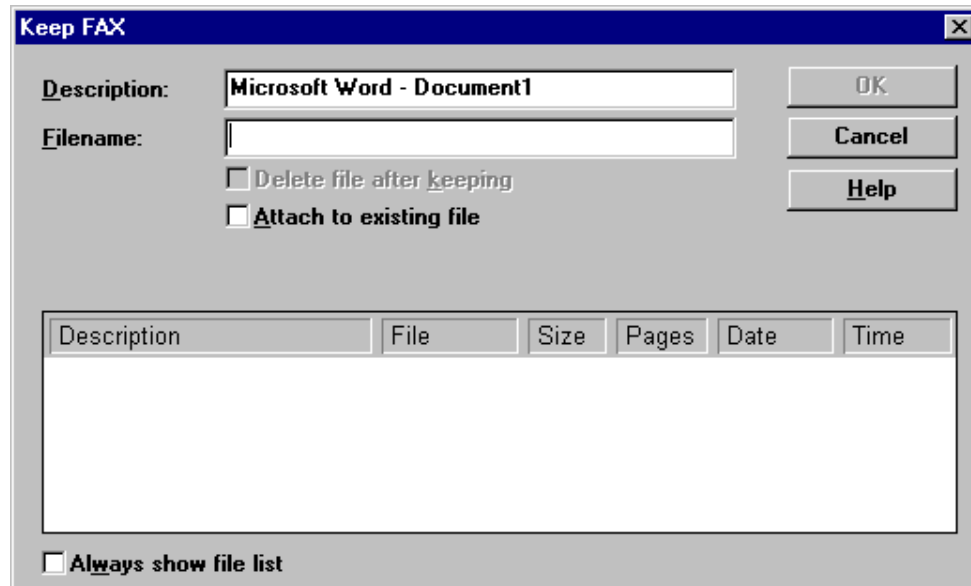 Keep FAX
Description: Microsoft Word - Document1 OK
Filename: Cancel
Delete file after keeping Help
Attach to existing file
Description File Size Pages Date Time
Always show file list